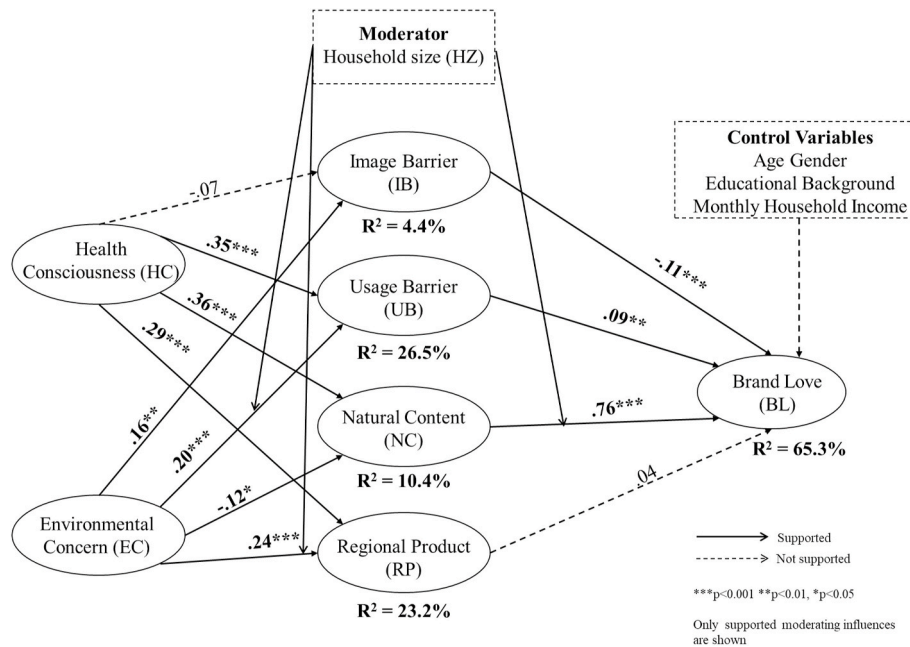 Moderator
Household size (HZ)
Control Variables
Age Gender
Educational Background
Monthly Household Income
Image Barrier
(IB)
R² = 4.4%
-.07
Health
Consciousness (HC)
.35***
.36***
.29***
Usage Barrier
(UB)
R² = 26.5%
-.11***
.09**
Brand Love
(BL)
R² = 65.3%
.16**
.20***
-.12*
.24***
Natural Content
(NC)
R² = 10.4%
.76***
.04
Environmental
Concern (EC)
Regional Product
(RP)
R² = 23.2%
Supported
Not supported
***p<0.001 **p<0.01, *p<0.05
Only supported moderating influences
are shown